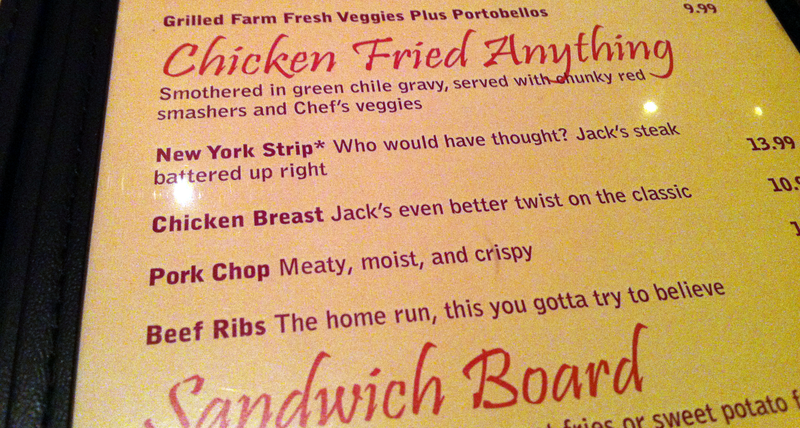 Grilled Farm Fresh Veggies Plus Portobellos 9.99
Chicken Fried Anything
Smothered in green chile gravy, served with chunky red
smashers and Chef's veggies
New York Strip* Who would have thought? Jack's steak 13.99
battered up right
Chicken Breast Jack's even better twist on the classic
Pork Chop Meaty, moist, and crispy
Beef Ribs The home run, this you gotta try to believe
Sandwich Board
fries or sweet potato